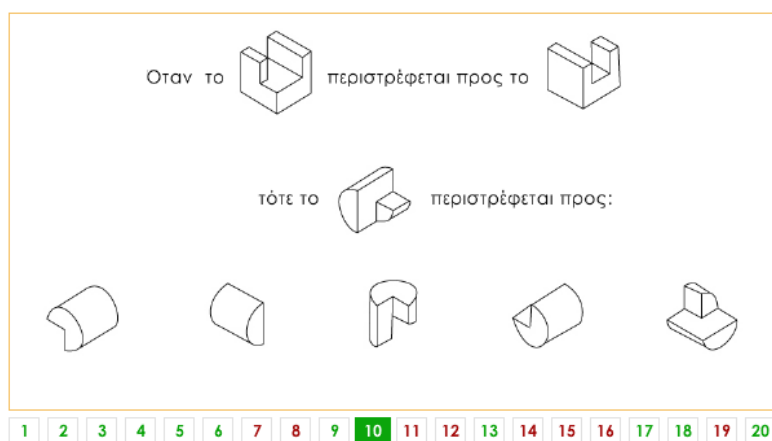 Οταν το περιστρέφεται προς το
τότε το περιστρέφεται προς:
1 2 3 4 5 6 7 8 9 10 11 12 13 14 15 16 17 18 19 20